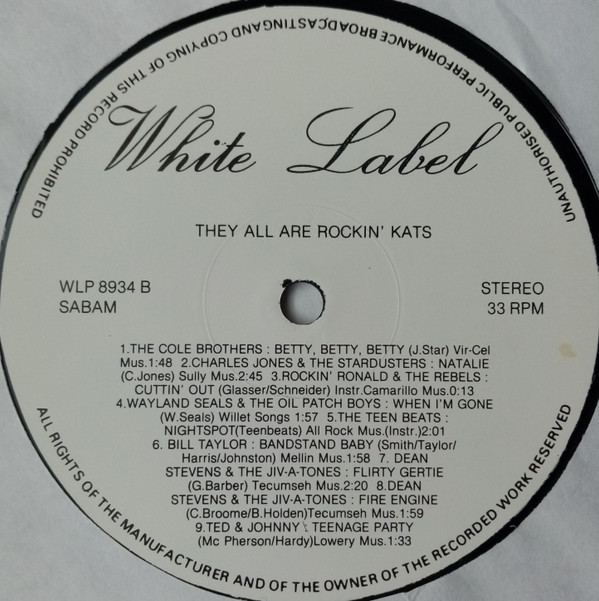 UNAUTHORISED PUBLIC PERFORMANCE BROADCASTING AND COPYING OF THIS RECORD PROHIBITED
White Label
THEY ALL ARE ROCKIN' KATS
WLP 8934 B
SABAM
STEREO
33 RPM
1.THE COLE BROTHERS : BETTY, BETTY, BETTY (J.Star) Vir-Cel
Mus.1:48 2.CHARLES JONES & THE STARDUSTERS : NATALIE
(C.Jones) Sully Mus.2:45 3.ROCKIN' RONALD & THE REBELS :
CUTTIN' OUT (Glasser/Schneider) Instr.Camarillo Mus.0:13
4.WAYLAND SEALS & THE OIL PATCH BOYS : WHEN I'M GONE
(W.Seals) Willet Songs 1:57 5.THE TEEN BEATS :
NIGHTSPOT(Teenbeats) All Rock Mus.(Instr.)2:01
6. BILL TAYLOR : BANDSTAND BABY (Smith/Taylor/
Harris/Johnston) Mellin Mus.1:58 7. DEAN
STEVENS & THE JIV-A-TONES : FLIRTY GERTIE
(G.Barber) Tecumseh Mus.2:20 8.DEAN
STEVENS & THE JIV-A-TONES : FIRE ENGINE
(C.Broome/B.Holden)Tecumseh Mus.1:59
9.TED & JOHNNY : TEENAGE PARTY
(Mc Pherson/Hardy)Lowery Mus.1:33
ALL RIGHTS OF THE MANUFACTURER AND OF THE OWNER OF THE RECORDED WORK RESERVED